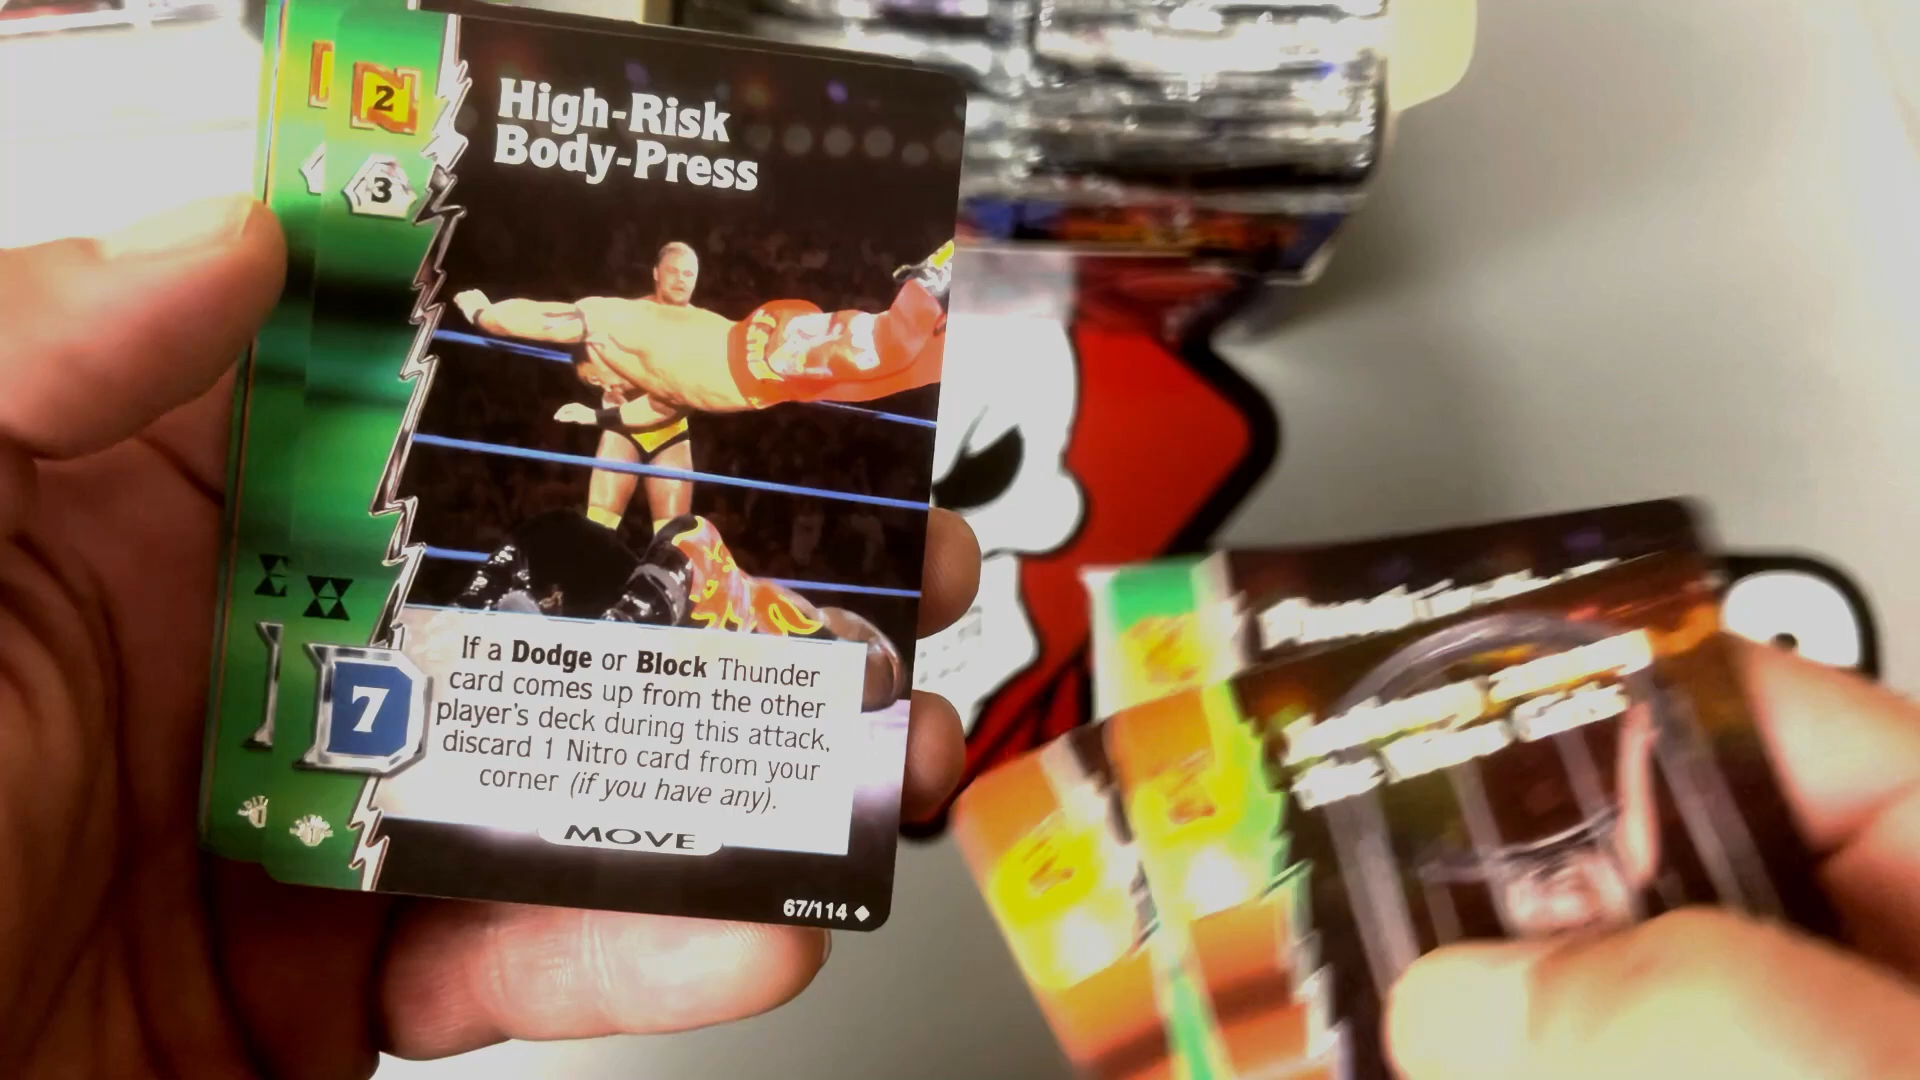 2
3
High-Risk
Body-Press
7
If a Dodge or Block Thunder
card comes up from the other
player's deck during this attack,
discard 1 Nitro card from your
corner (if you have any).
MOVE
67/114